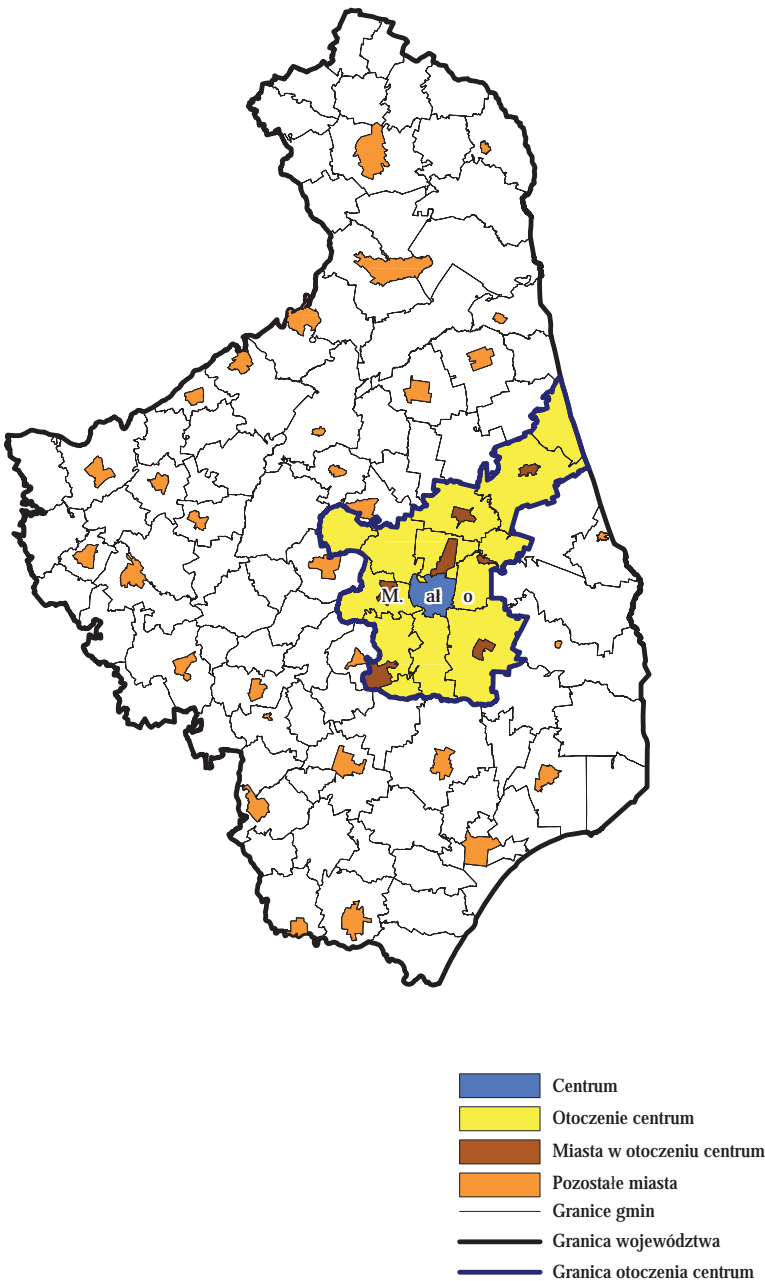 M. ał o
Centrum
Otoczenie centrum
Miasta w otoczeniu centrum
Pozostałe miasta
Granice gmin
Granica województwa
Granica otoczenia centrum